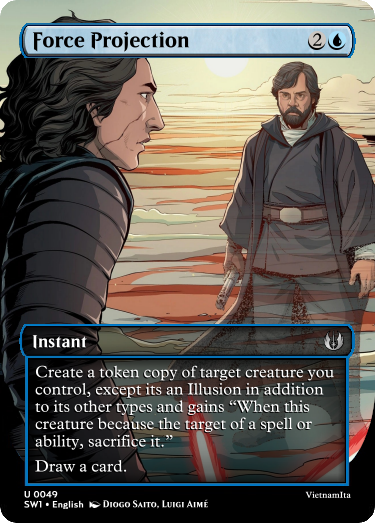 Force Projection 2
Instant
Create a token copy of target creature you
control, except its an Illusion in addition
to its other types and gains “When this
creature because the target of a spell or
ability, sacrifice it.”
Draw a card.
U 0049
SW1 • English Diogo Saito, Luigi Aimé
VietnamIta